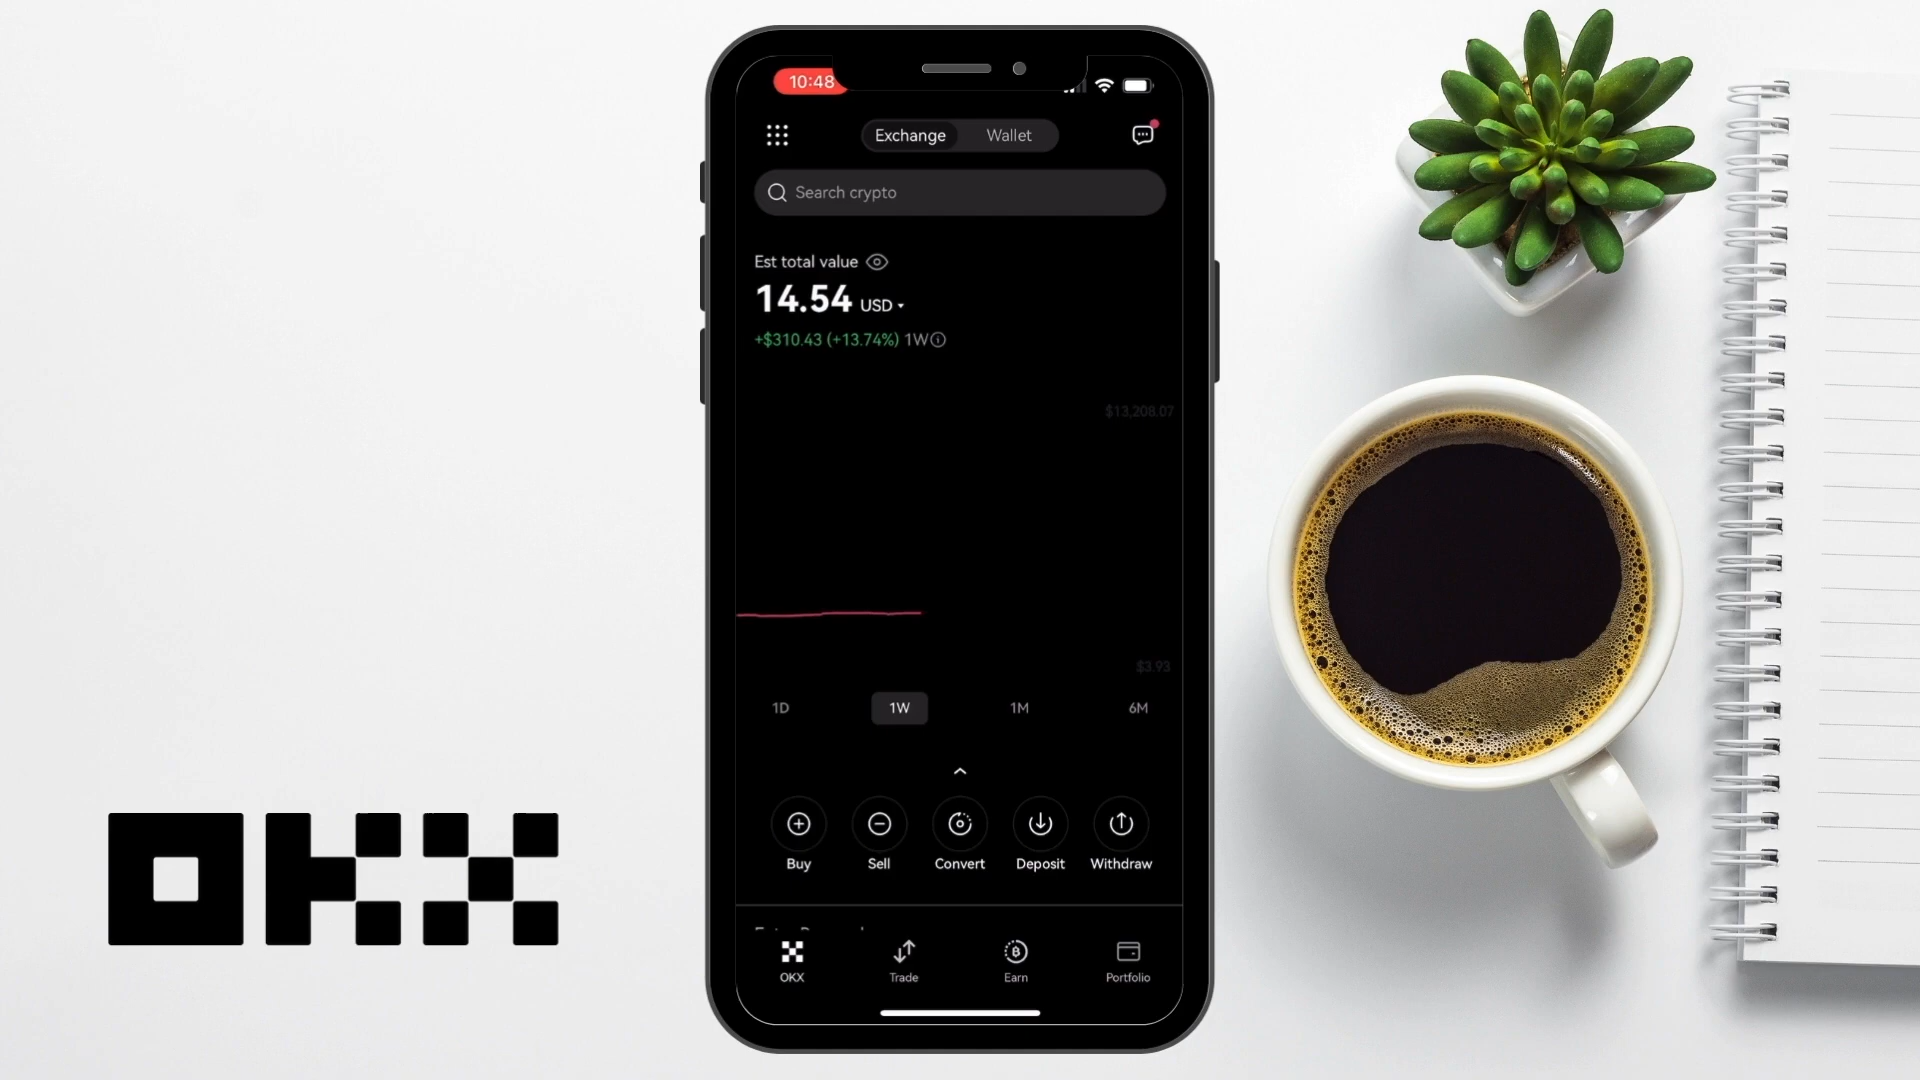 10:48
Exchange Wallet
Search crypto
Est total value
14.54 USD
+$310.43 (+13.74%) 1W
$13,208.07
$3.93
1D 1W 1M 6M
Buy Sell Convert Deposit Withdraw
OKX Trade Earn Portfolio
OKX